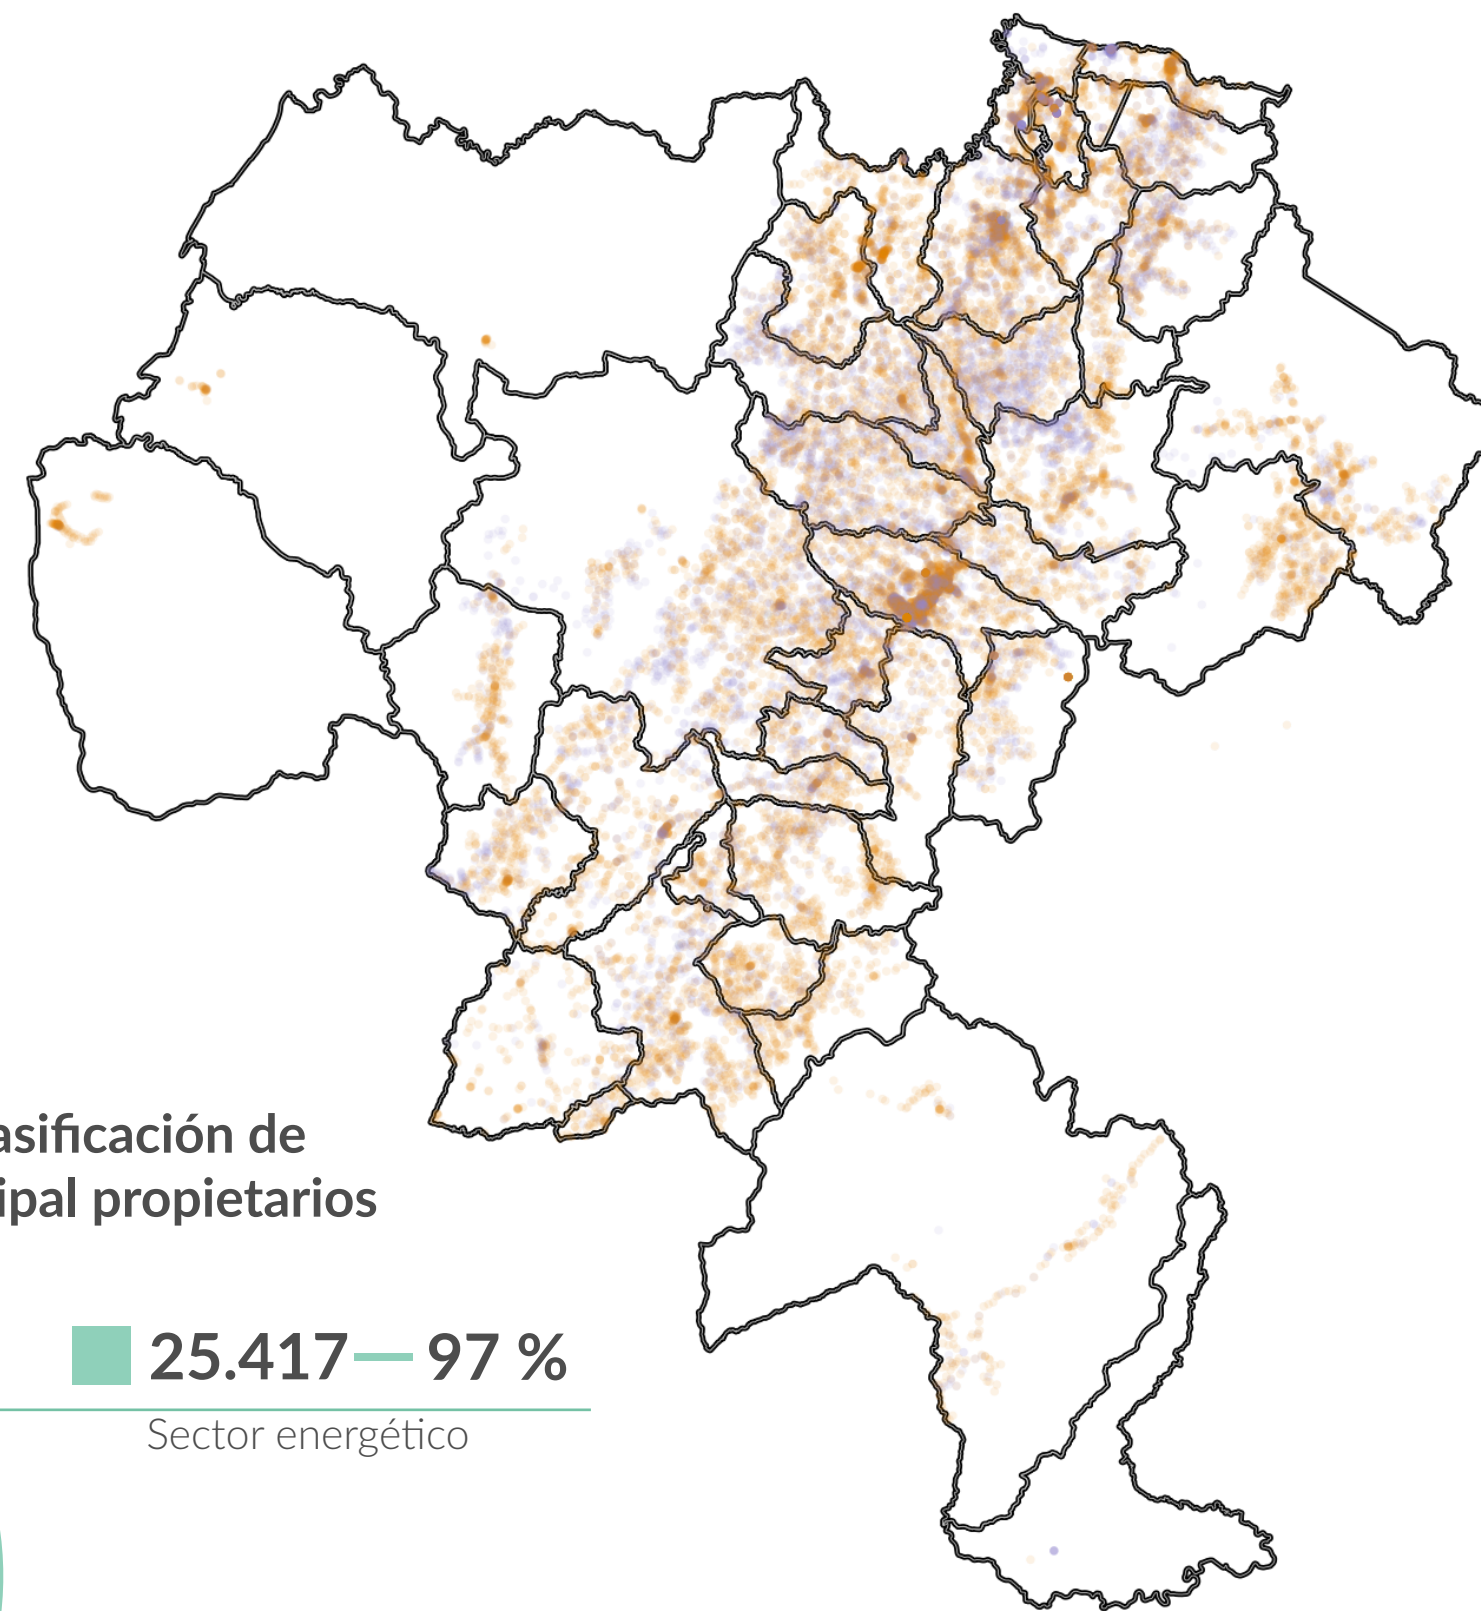 asificación de
ipal propietarios
25.417 — 97 %
Sector energético